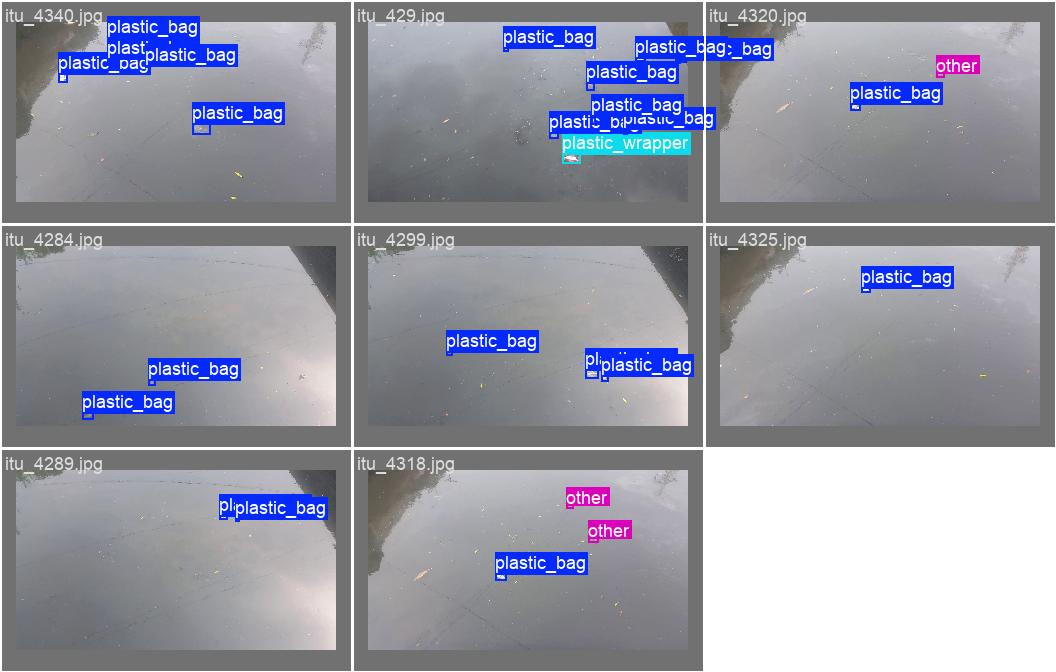 itu_4340.jpg
plastic_bag
plastic_bag
plastic_bag
plastic_bag
itu_429.jpg
plastic_bag
plastic_bag
plastic_bag
plastic_bag
plastic_bag
plastic_wrapper
itu_4320.jpg
other
plastic_bag
itu_4284.jpg
plastic_bag
plastic_bag
itu_4299.jpg
plastic_bag
plastic_bag
itu_4325.jpg
plastic_bag
itu_4289.jpg
plastic_bag
itu_4318.jpg
other
other
plastic_bag